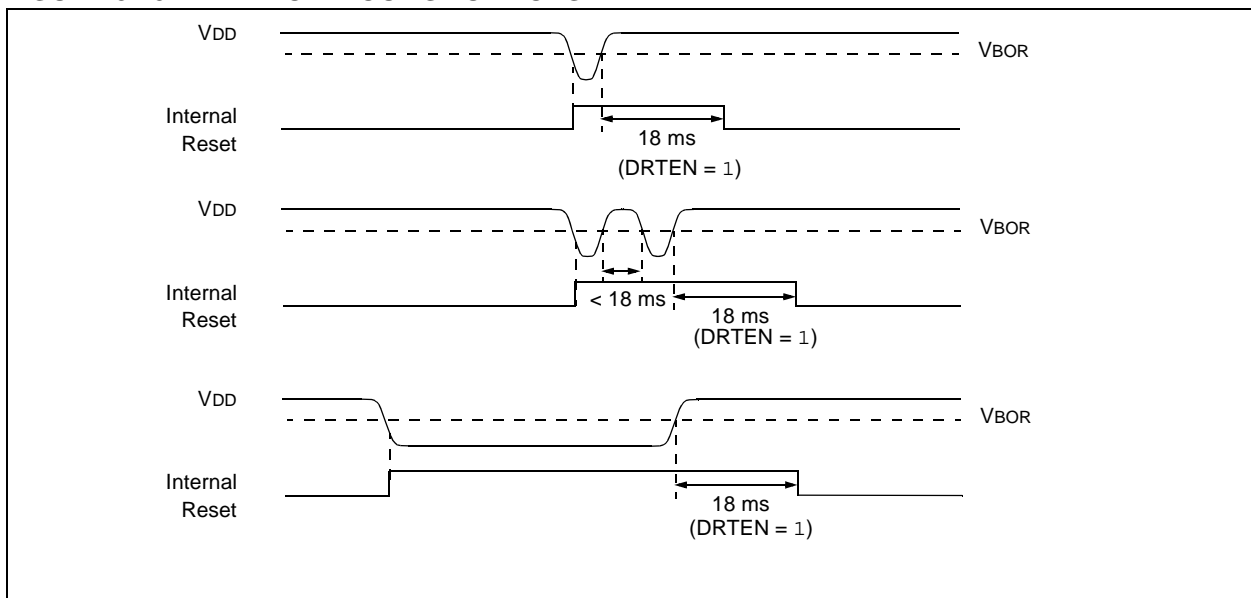 VDD
VBOR
Internal
Reset
18 ms
(DRTEN = 1)
VDD
VBOR
Internal
Reset
< 18 ms
18 ms
(DRTEN = 1)
VDD
VBOR
Internal
Reset
18 ms
(DRTEN = 1)